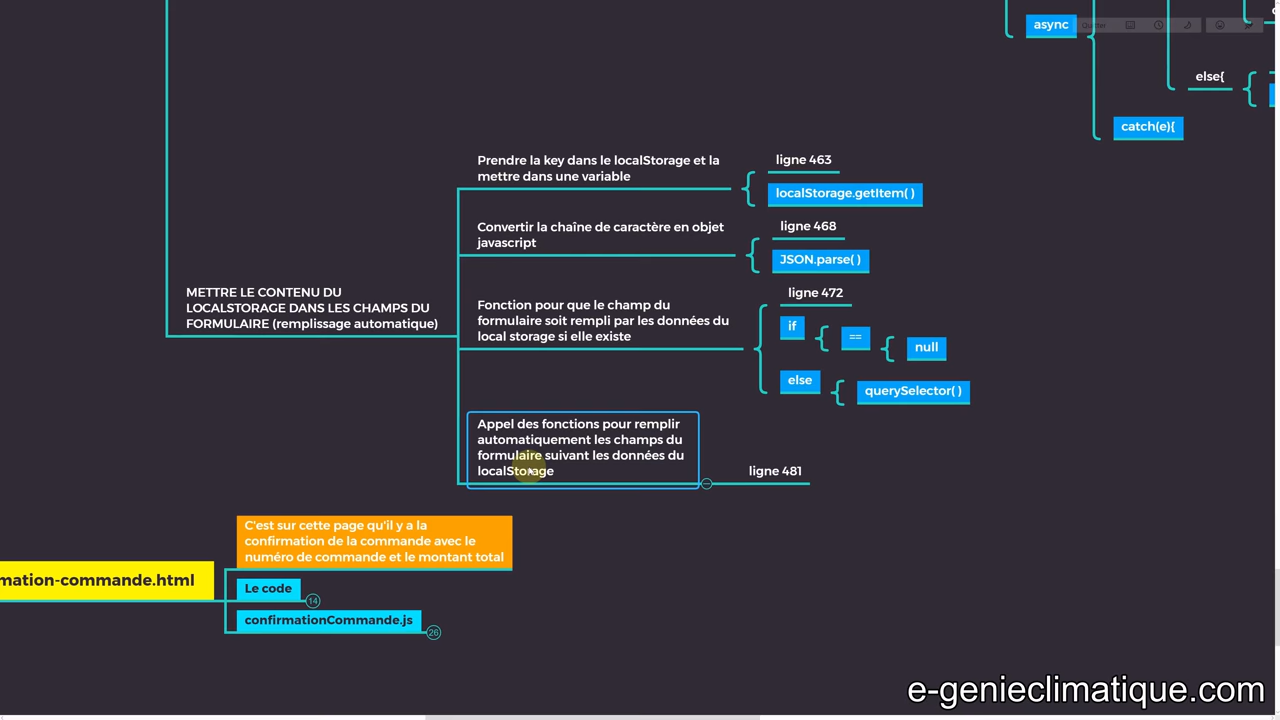 async
Quitter
else{
catch(e){
Prendre la key dans le localStorage et la
mettre dans une variable
ligne 463
localStorage.getItem( )
Convertir la chaîne de caractère en objet
javascript
ligne 468
JSON.parse( )
METTRE LE CONTENU DU
LOCALSTORAGE DANS LES CHAMPS DU
FORMULAIRE (remplissage automatique)
Fonction pour que le champ du
formulaire soit rempli par les données du
local storage si elle existe
ligne 472
if
==
null
else
querySelector( )
Appel des fonctions pour remplir
automatiquement les champs du
formulaire suivant les données du
localStorage
ligne 481
mation-commande.html
C'est sur cette page qu'il y a la
confirmation de la commande avec le
numéro de commande et le montant total
Le code
14
confirmationCommande.js
26
e-genieclimatique.com